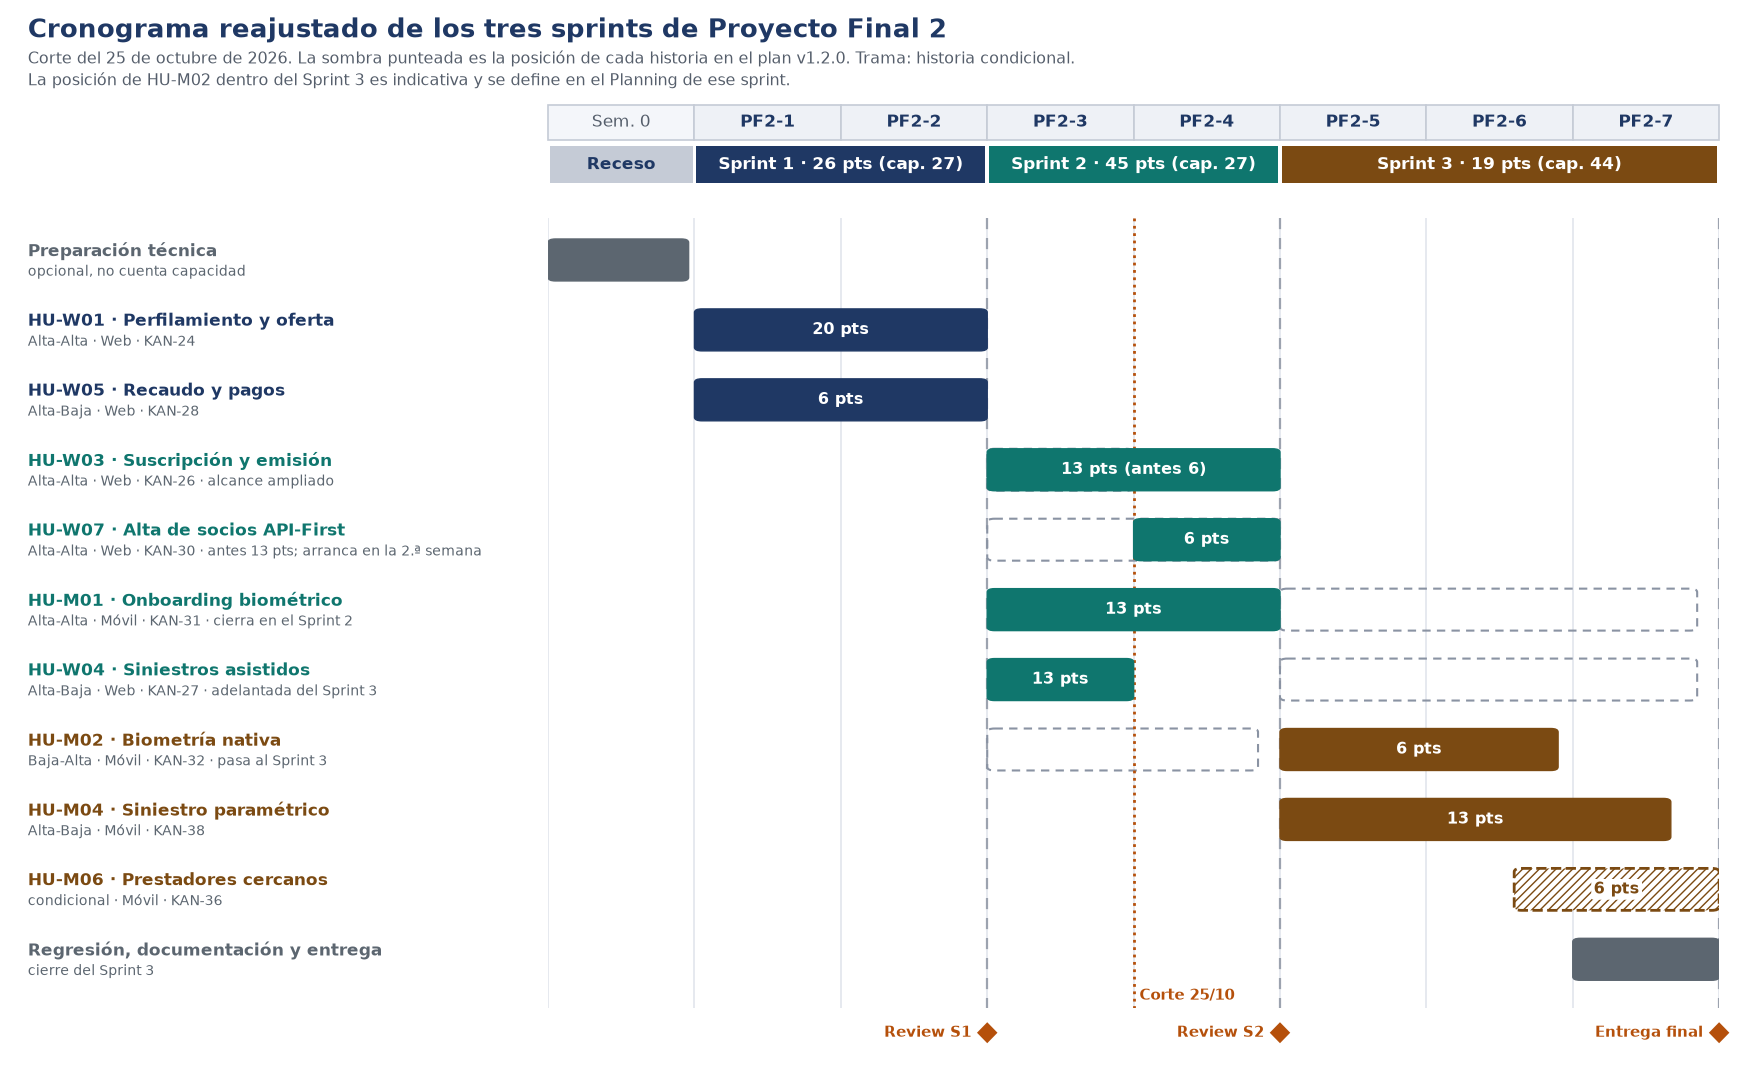 Cronograma reajustado de los tres sprints de Proyecto Final 2
Corte del 25 de octubre de 2026. La sombra punteada es la posición de cada historia en el plan v1.2.0. Trama: historia condicional.
La posición de HU-M02 dentro del Sprint 3 es indicativa y se define en el Planning de ese sprint.
Sem. 0 PF2-1 PF2-2 PF2-3 PF2-4 PF2-5 PF2-6 PF2-7
Receso Sprint 1 · 26 pts (cap. 27) Sprint 2 · 45 pts (cap. 27) Sprint 3 · 19 pts (cap. 44)
Preparación técnica
opcional, no cuenta capacidad
HU-W01 · Perfilamiento y oferta
20 pts
Alta-Alta · Web · KAN-24
HU-W05 · Recaudo y pagos
6 pts
Alta-Baja · Web · KAN-28
HU-W03 · Suscripción y emisión
13 pts (antes 6)
Alta-Alta · Web · KAN-26 · alcance ampliado
HU-W07 · Alta de socios API-First
6 pts
Alta-Alta · Web · KAN-30 · antes 13 pts; arranca en la 2.ª semana
HU-M01 · Onboarding biométrico
13 pts
Alta-Alta · Móvil · KAN-31 · cierra en el Sprint 2
HU-W04 · Siniestros asistidos
13 pts
Alta-Baja · Web · KAN-27 · adelantada del Sprint 3
HU-M02 · Biometría nativa
6 pts
Baja-Alta · Móvil · KAN-32 · pasa al Sprint 3
HU-M04 · Siniestro paramétrico
13 pts
Alta-Baja · Móvil · KAN-38
HU-M06 · Prestadores cercanos
6 pts
condicional · Móvil · KAN-36
Regresión, documentación y entrega
cierre del Sprint 3
Corte 25/10
Review S1 Review S2 Entrega final